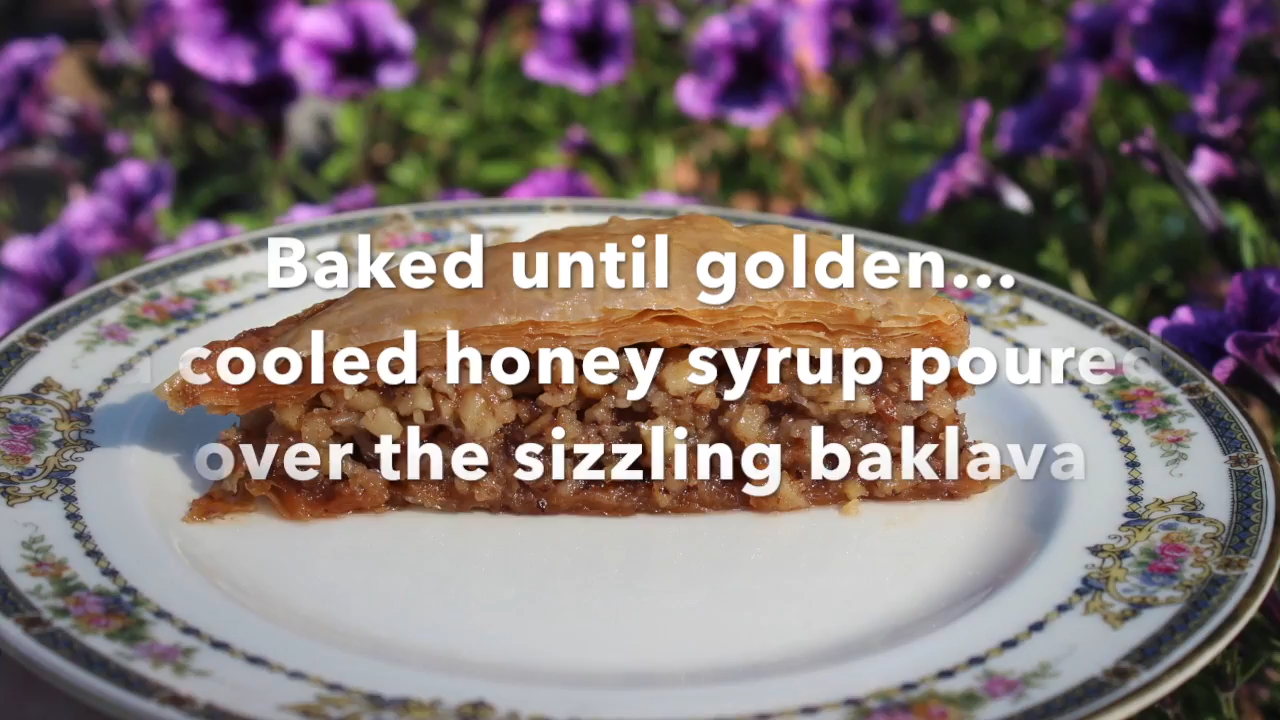 Baked until golden...
cooled honey syrup poured
over the sizzling baklava